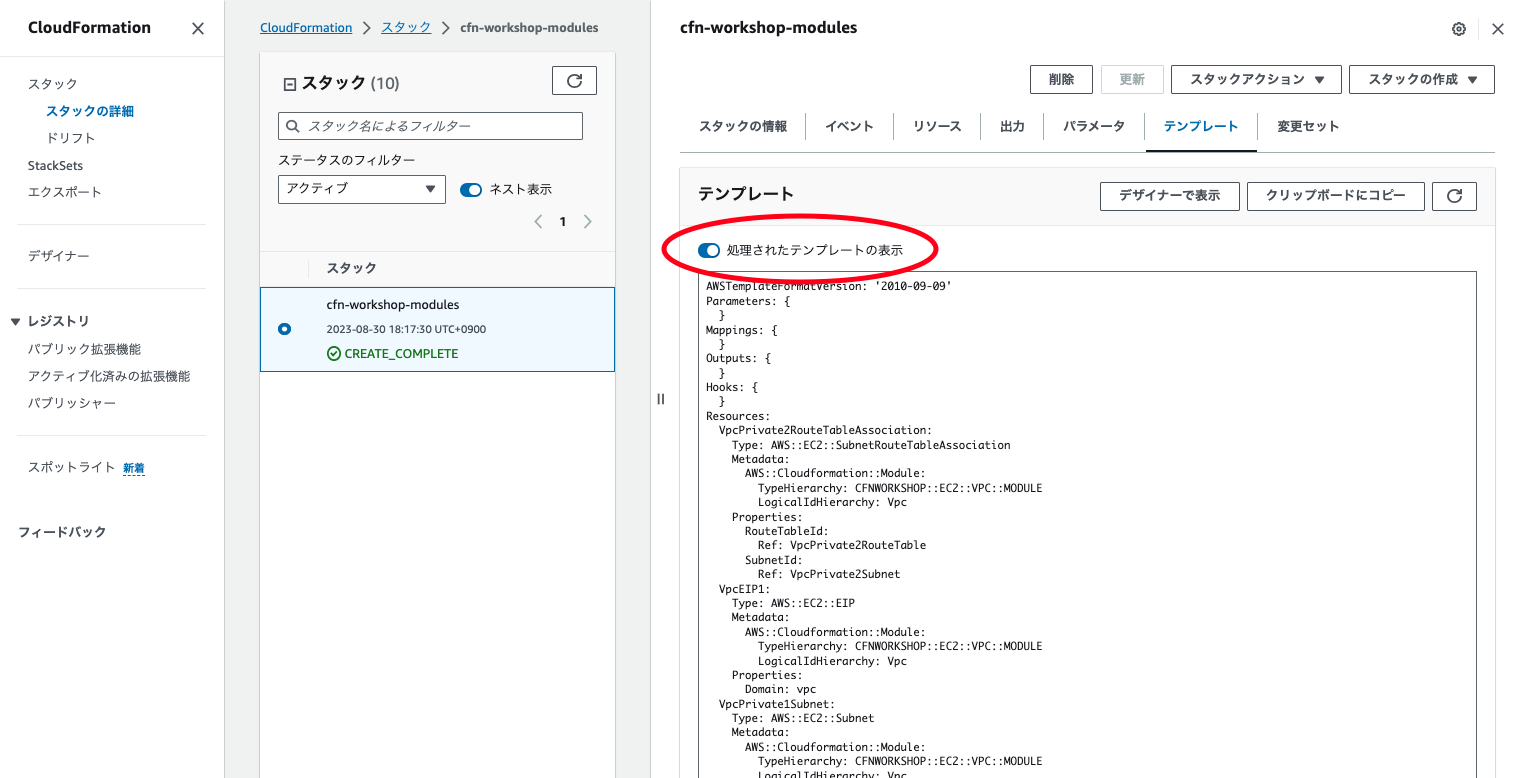 CloudFormation
スタック
スタックの詳細
ドリフト
StackSets
エクスポート
デザイナー
レジストリ
パブリック拡張機能
アクティブ化済みの拡張機能
パブリッシャー
スポットライト 新着
フィードバック
CloudFormation スタック cfn-workshop-modules
スタック (10)
スタック名によるフィルター
ステータスのフィルター
アクティブ ネスト表示
1
スタック
cfn-workshop-modules
2023-08-30 18:17:30 UTC+0900
CREATE_COMPLETE
cfn-workshop-modules
削除 更新 スタックアクション スタックの作成
スタックの情報 イベント リソース 出力 パラメータ テンプレート 変更セット
テンプレート デザイナーで表示 クリップボードにコピー
処理されたテンプレートの表示
AWSTemplateFormatVersion: '2010-09-09'
Parameters: {
  }
Mappings: {
  }
Outputs: {
  }
Hooks: {
  }
Resources:
  VpcPrivate2RouteTableAssociation:
    Type: AWS::EC2::SubnetRouteTableAssociation
    Metadata:
      AWS::Cloudformation::Module:
        TypeHierarchy: CFNWORKSHOP::EC2::VPC::MODULE
        LogicalIdHierarchy: Vpc
    Properties:
      RouteTableId:
        Ref: VpcPrivate2RouteTable
      SubnetId:
        Ref: VpcPrivate2Subnet
  VpcEIP1:
    Type: AWS::EC2::EIP
    Metadata:
      AWS::Cloudformation::Module:
        TypeHierarchy: CFNWORKSHOP::EC2::VPC::MODULE
        LogicalIdHierarchy: Vpc
    Properties:
      Domain: vpc
  VpcPrivate1Subnet:
    Type: AWS::EC2::Subnet
    Metadata:
      AWS::Cloudformation::Module:
        TypeHierarchy: CFNWORKSHOP::EC2::VPC::MODULE
        LogicalIdHierarchy: Vpc